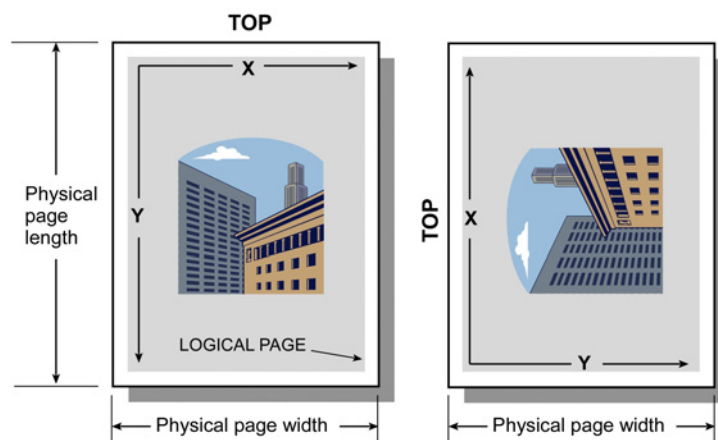 TOP
X
Physical
page
length
Y
LOGICAL PAGE
Physical page width
TOP
X
Y
Physical page width